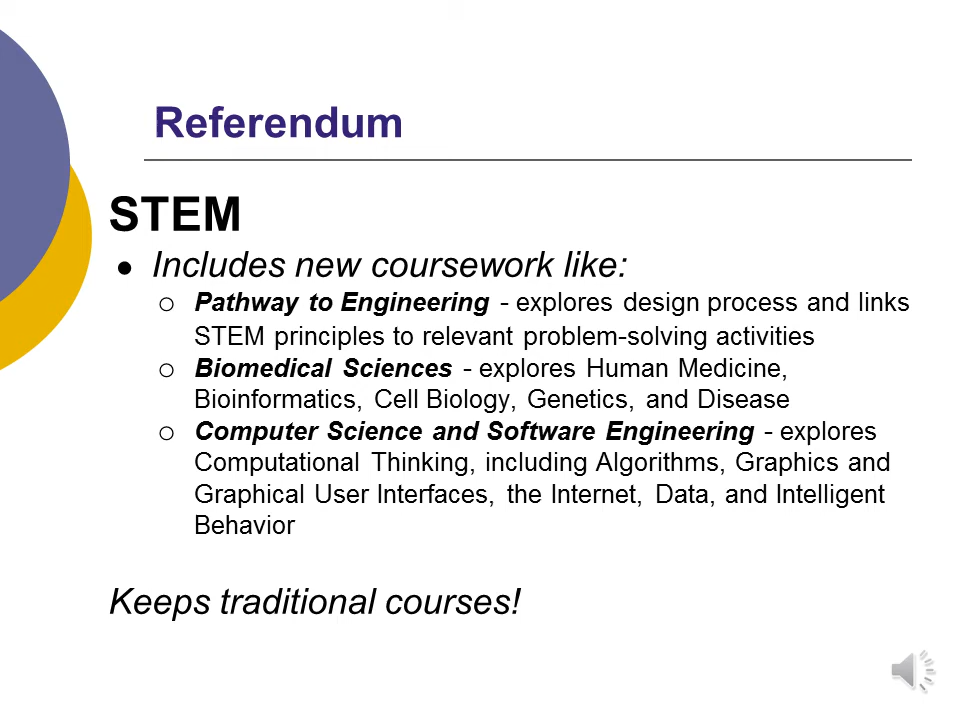 Referendum
STEM
● Includes new coursework like:
○ Pathway to Engineering - explores design process and links
STEM principles to relevant problem-solving activities
○ Biomedical Sciences - explores Human Medicine,
Bioinformatics, Cell Biology, Genetics, and Disease
○ Computer Science and Software Engineering - explores
Computational Thinking, including Algorithms, Graphics and
Graphical User Interfaces, the Internet, Data, and Intelligent
Behavior
Keeps traditional courses!